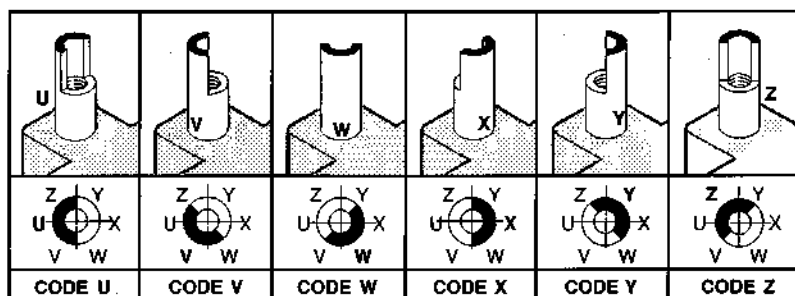 U V W X Y Z
Z Y Z Y Z Y Z Y Z Y Z Y
U X U X U X U X U X U X
V W V W V W V W V W V W
CODE U CODE V CODE W CODE X CODE Y CODE Z